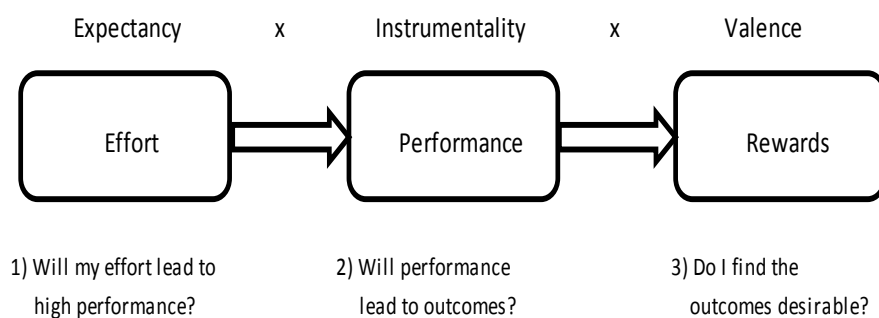 Expectancy x Instrumentality x Valence
Effort Performance Rewards
1) Will my effort lead to
high performance?
2) Will performance
lead to outcomes?
3) Do I find the
outcomes desirable?